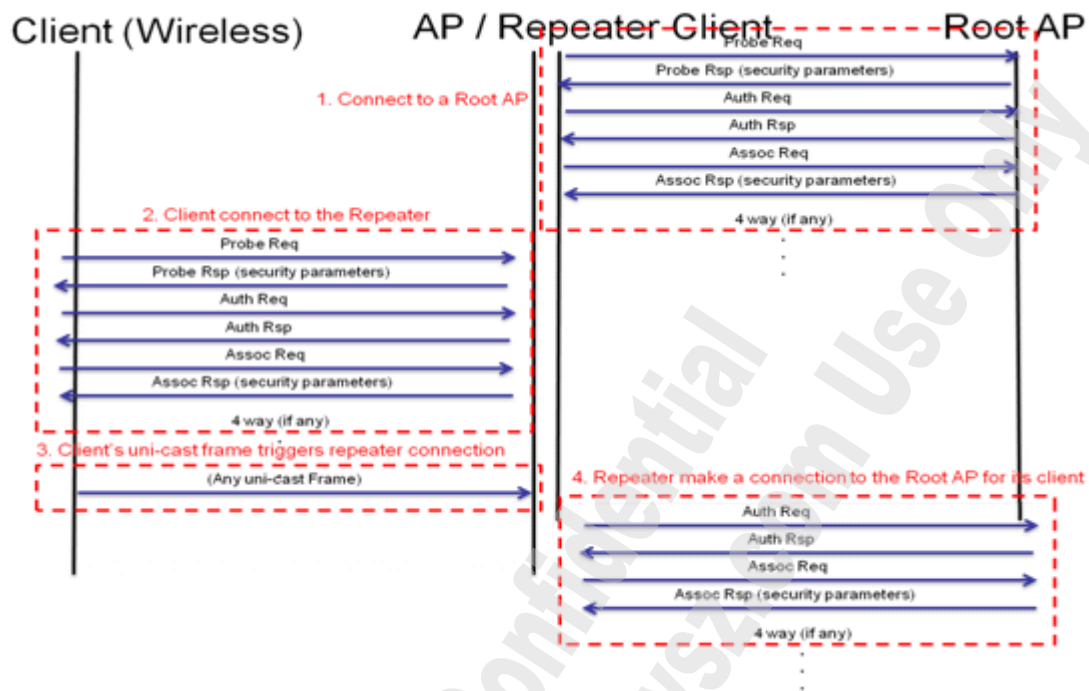 Client (Wireless)
AP / Repeater Client
Root AP
1. Connect to a Root AP
Probe Req
Probe Rsp (security parameters)
Auth Req
Auth Rsp
Assoc Req
Assoc Rsp (security parameters)
4 way (if any)
2. Client connect to the Repeater
Probe Req
Probe Rsp (security parameters)
Auth Req
Auth Rsp
Assoc Req
Assoc Rsp (security parameters)
4 way (if any)
3. Client's uni-cast frame triggers repeater connection
(Any uni-cast Frame)
4. Repeater make a connection to the Root AP for its client
Auth Req
Auth Rsp
Assoc Req
Assoc Rsp (security parameters)
4 way (if any)
Confidential
Use Only